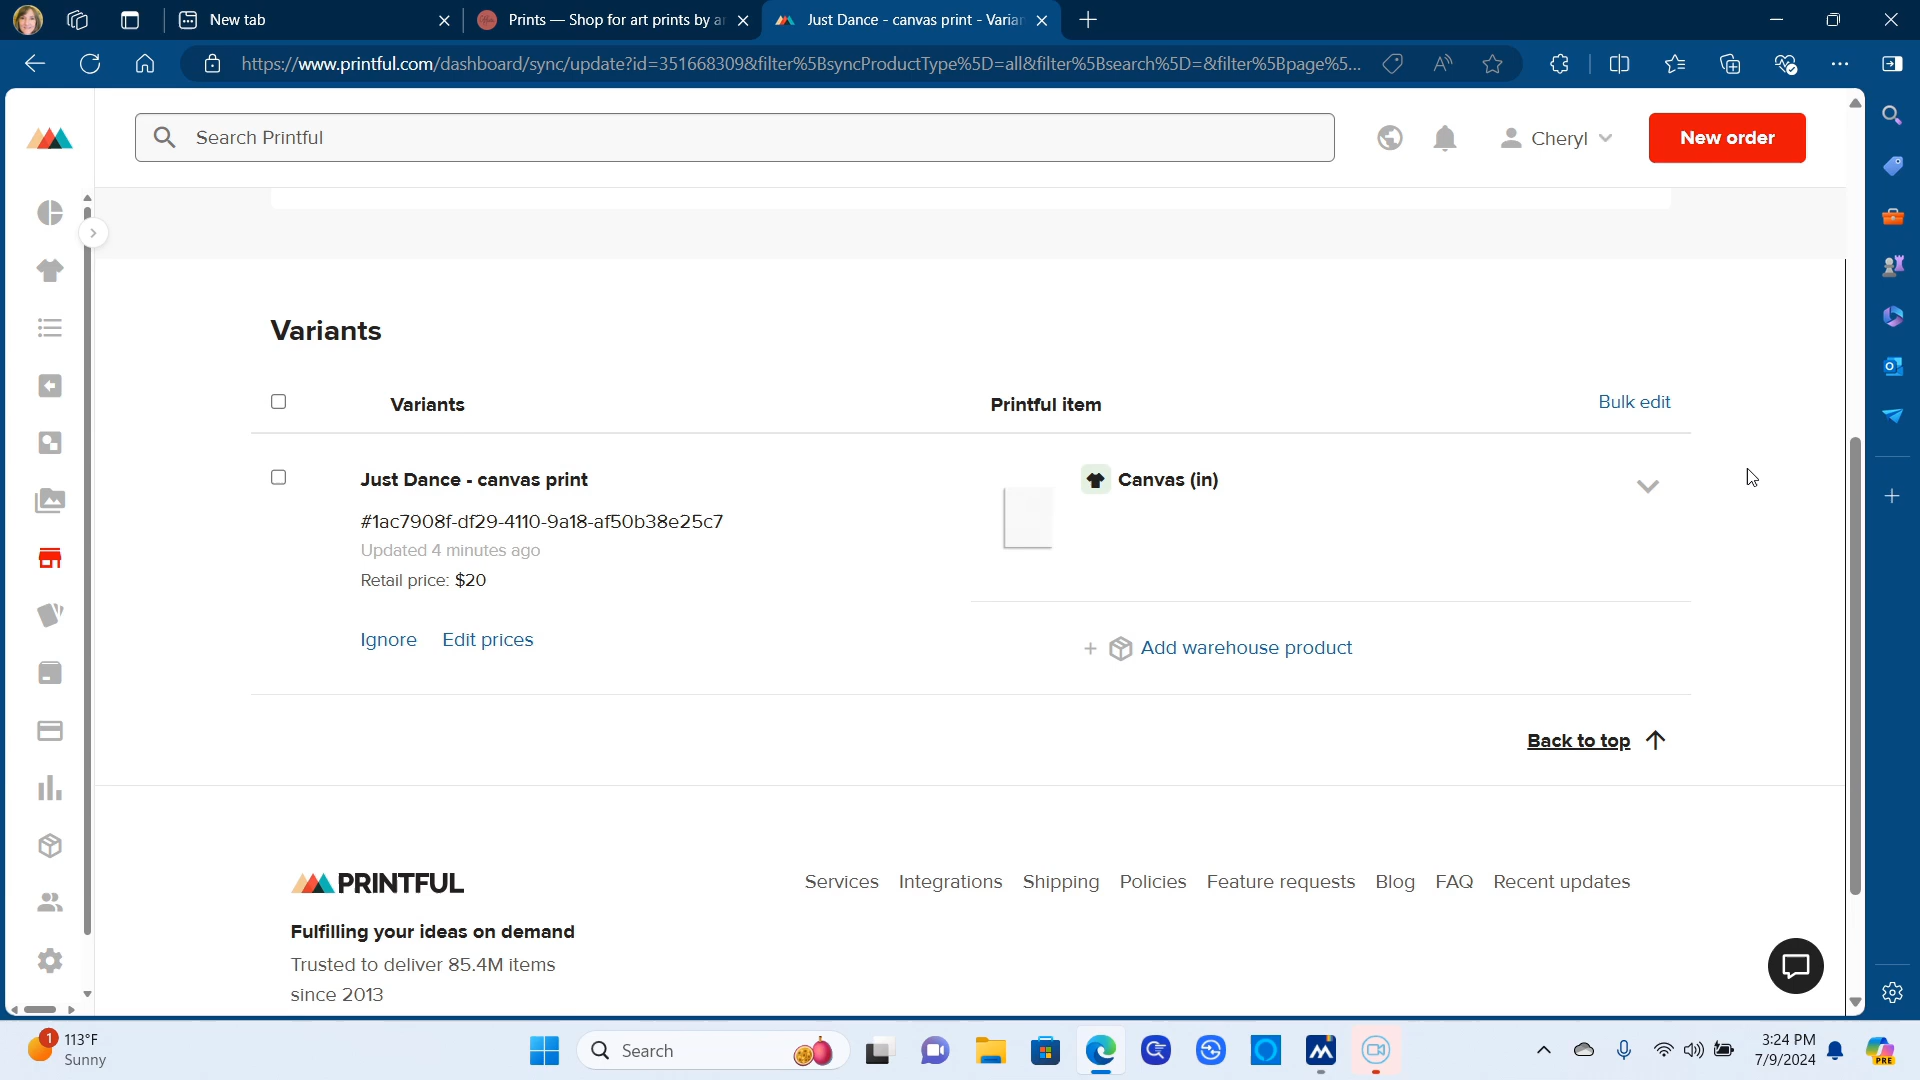 New tab
Prints — Shop for art prints by ar
Just Dance - canvas print - Varian
https://www.printful.com/dashboard/sync/update?id=351668309&filter%5BsyncProductType%5D=all&filter%5Bsearch%5D=&filter%5Bpage%5...
Search Printful
Cheryl
New order
Variants
Variants
Printful item
Bulk edit
Just Dance - canvas print
Canvas (in)
#1ac7908f-df29-4110-9a18-af50b38e25c7
Updated 4 minutes ago
Retail price: $20
Ignore Edit prices
+ Add warehouse product
Back to top
PRINTFUL
Services Integrations Shipping Policies Feature requests Blog FAQ Recent updates
Fulfilling your ideas on demand
Trusted to deliver 85.4M items
since 2013
1
113°F
Sunny
Search
3:24 PM
7/9/2024
PRE